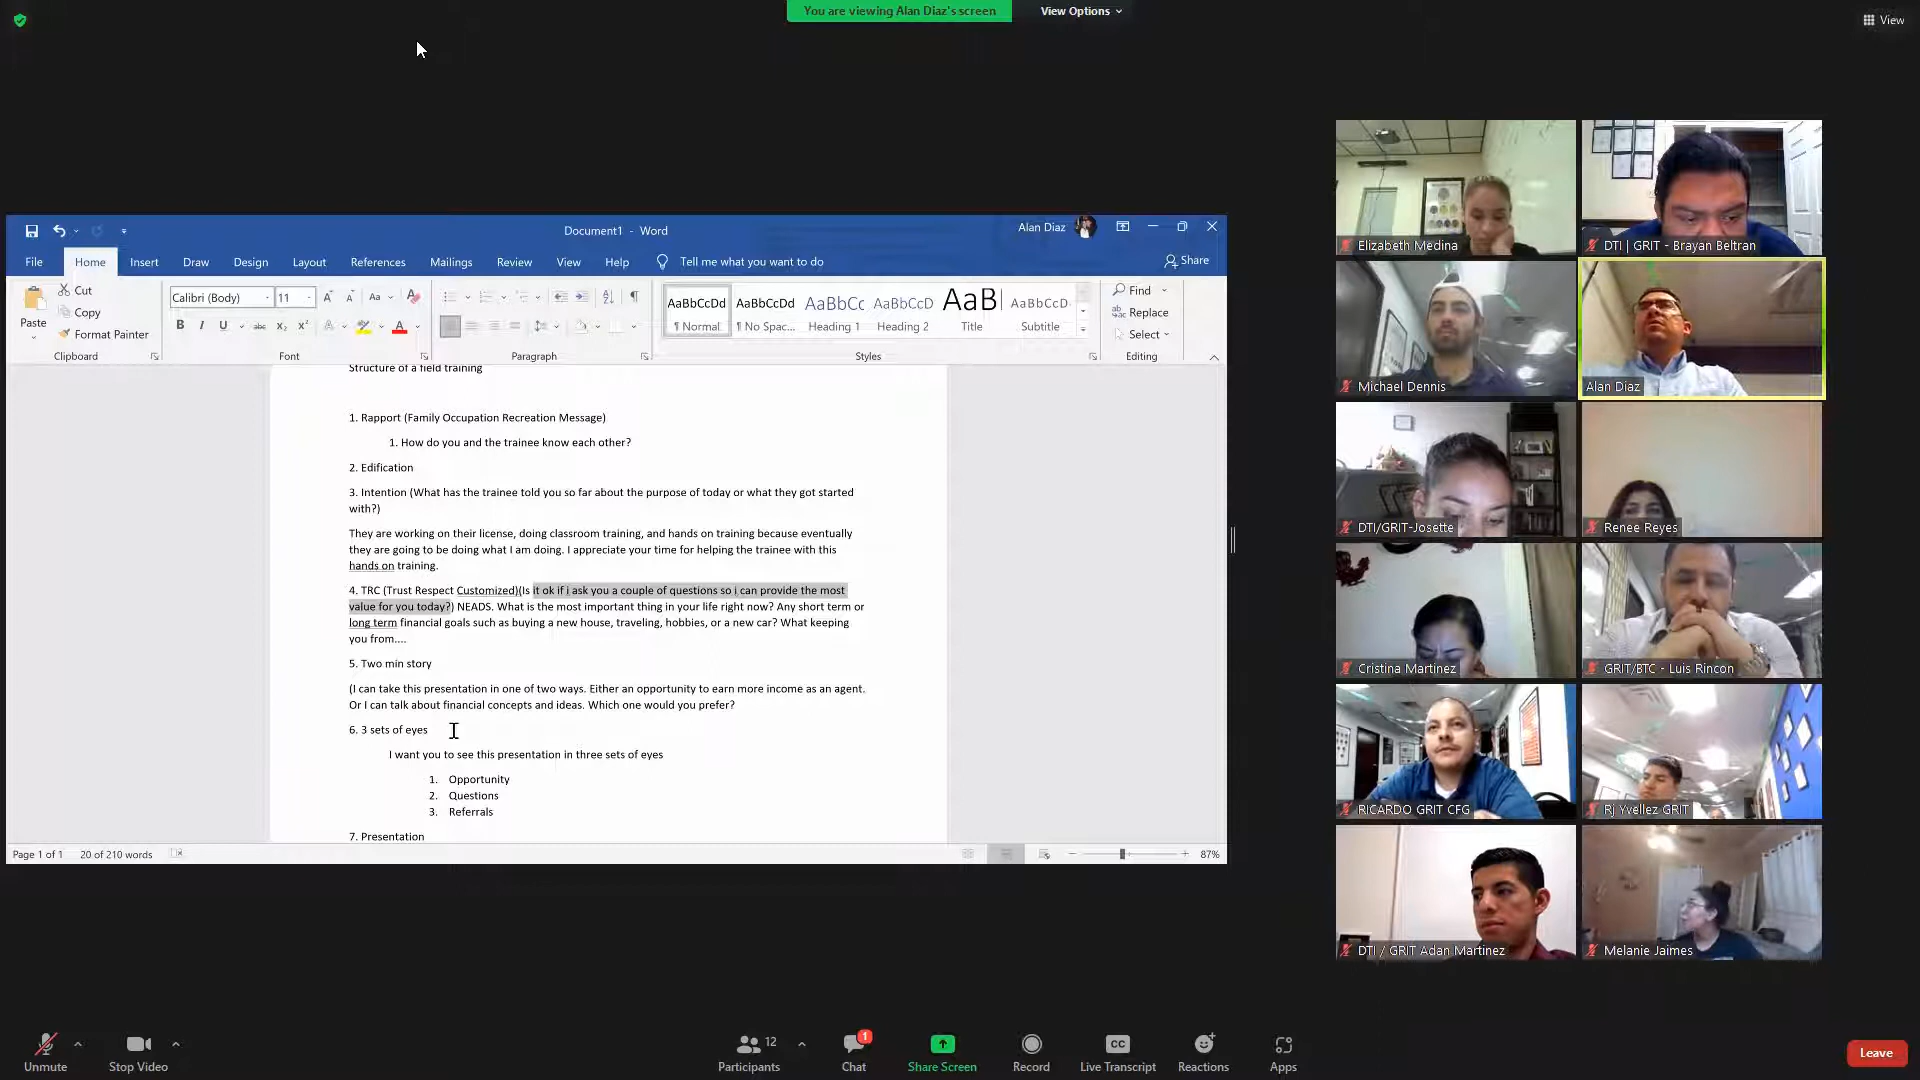 You are viewing Alan Diaz's screen
View Options
View
Document1 - Word
Alan Diaz
File Home Insert Draw Design Layout References Mailings Review View Help Tell me what you want to do
Share
Paste
Cut
Copy
Format Painter
Clipboard
Calibri (Body) 11
Aa
B I U abc X₂ X² A A
Font
Paragraph
AaBbCcDd AaBbCcDd AaBbCc AaBbCcD AaB AaBbCcD
¶ Normal ¶ No Spac... Heading 1 Heading 2 Title Subtitle
Styles
Find
Replace
Select
Editing
Structure of a field training
1. Rapport (Family Occupation Recreation Message)
1. How do you and the trainee know each other?
2. Edification
3. Intention (What has the trainee told you so far about the purpose of today or what they got started
with?)
They are working on their license, doing classroom training, and hands on training because eventually
they are going to be doing what I am doing. I appreciate your time for helping the trainee with this
hands on training.
4. TRC (Trust Respect Customized)(Is it ok if i ask you a couple of questions so i can provide the most
value for you today?) NEADS. What is the most important thing in your life right now? Any short term or
long term financial goals such as buying a new house, traveling, hobbies, or a new car? What keeping
you from....
5. Two min story
(I can take this presentation in one of two ways. Either an opportunity to earn more income as an agent.
Or I can talk about financial concepts and ideas. Which one would you prefer?
6. 3 sets of eyes
I want you to see this presentation in three sets of eyes
1. Opportunity
2. Questions
3. Referrals
7. Presentation
Page 1 of 1 20 of 210 words
87%
Elizabeth Medina
DTI | GRIT - Brayan Beltran
Michael Dennis
Alan Diaz
DTI/GRIT-Josette
Renee Reyes
Cristina Martinez
GRIT/BTC - Luis Rincon
RICARDO GRIT CFG
Rj Yvellez GRIT
DTI / GRIT Adan Martinez
Melanie Jaimes
Unmute
Stop Video
12
Participants
1
Chat
Share Screen
Record
CC
Live Transcript
Reactions
Apps
Leave